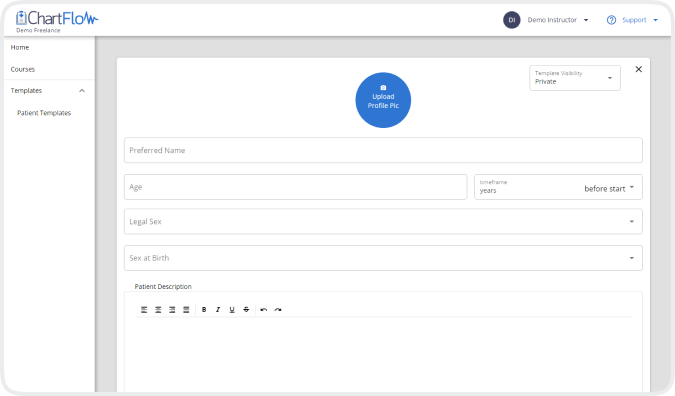 ChartFlow
Demo Freelance
DI Demo Instructor
Support
Home
Courses
Templates
Patient Templates
Template Visibility
Private
Upload
Profile Pic
Preferred Name
Age
timeframe
years
before start
Legal Sex
Sex at Birth
Patient Description
B I U S